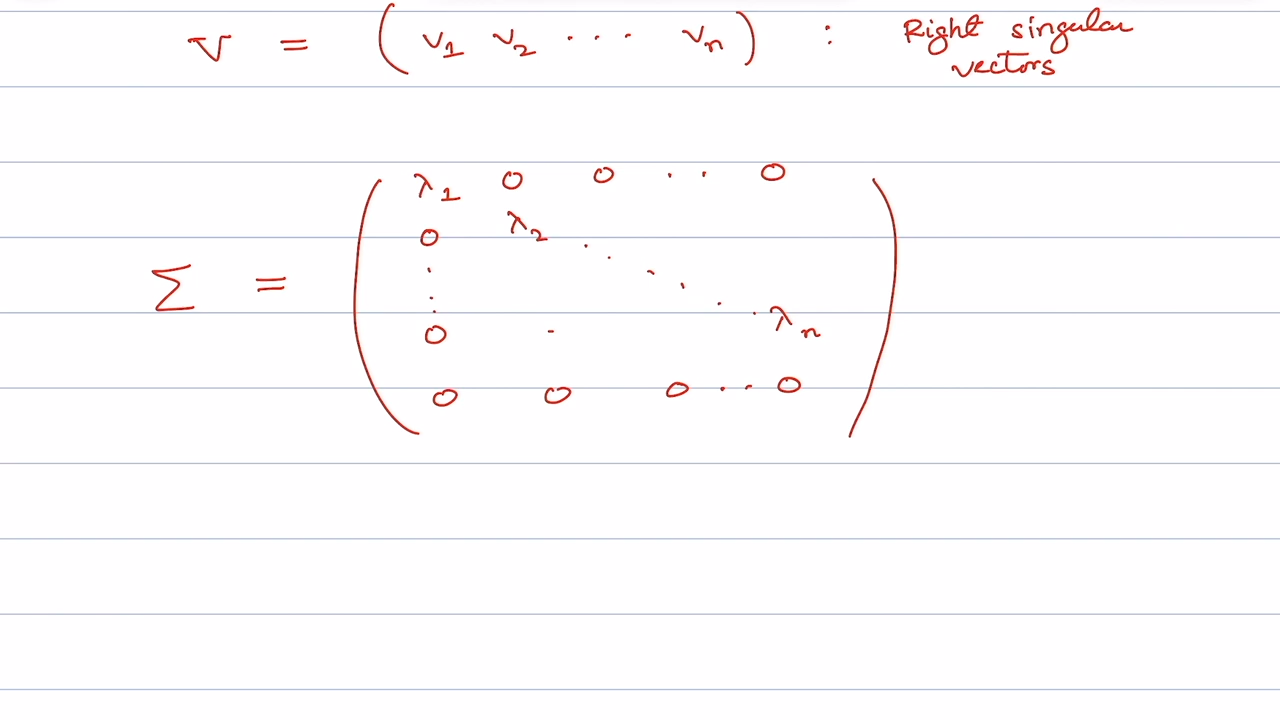 V = ( v₁ v₂ ... vₙ ) : Right singular
vectors
λ₁ 0 0 .. 0
0 λ₂ . . . . . .
.
Σ =
.
. λₙ
0 .
0 0 0 .. 0